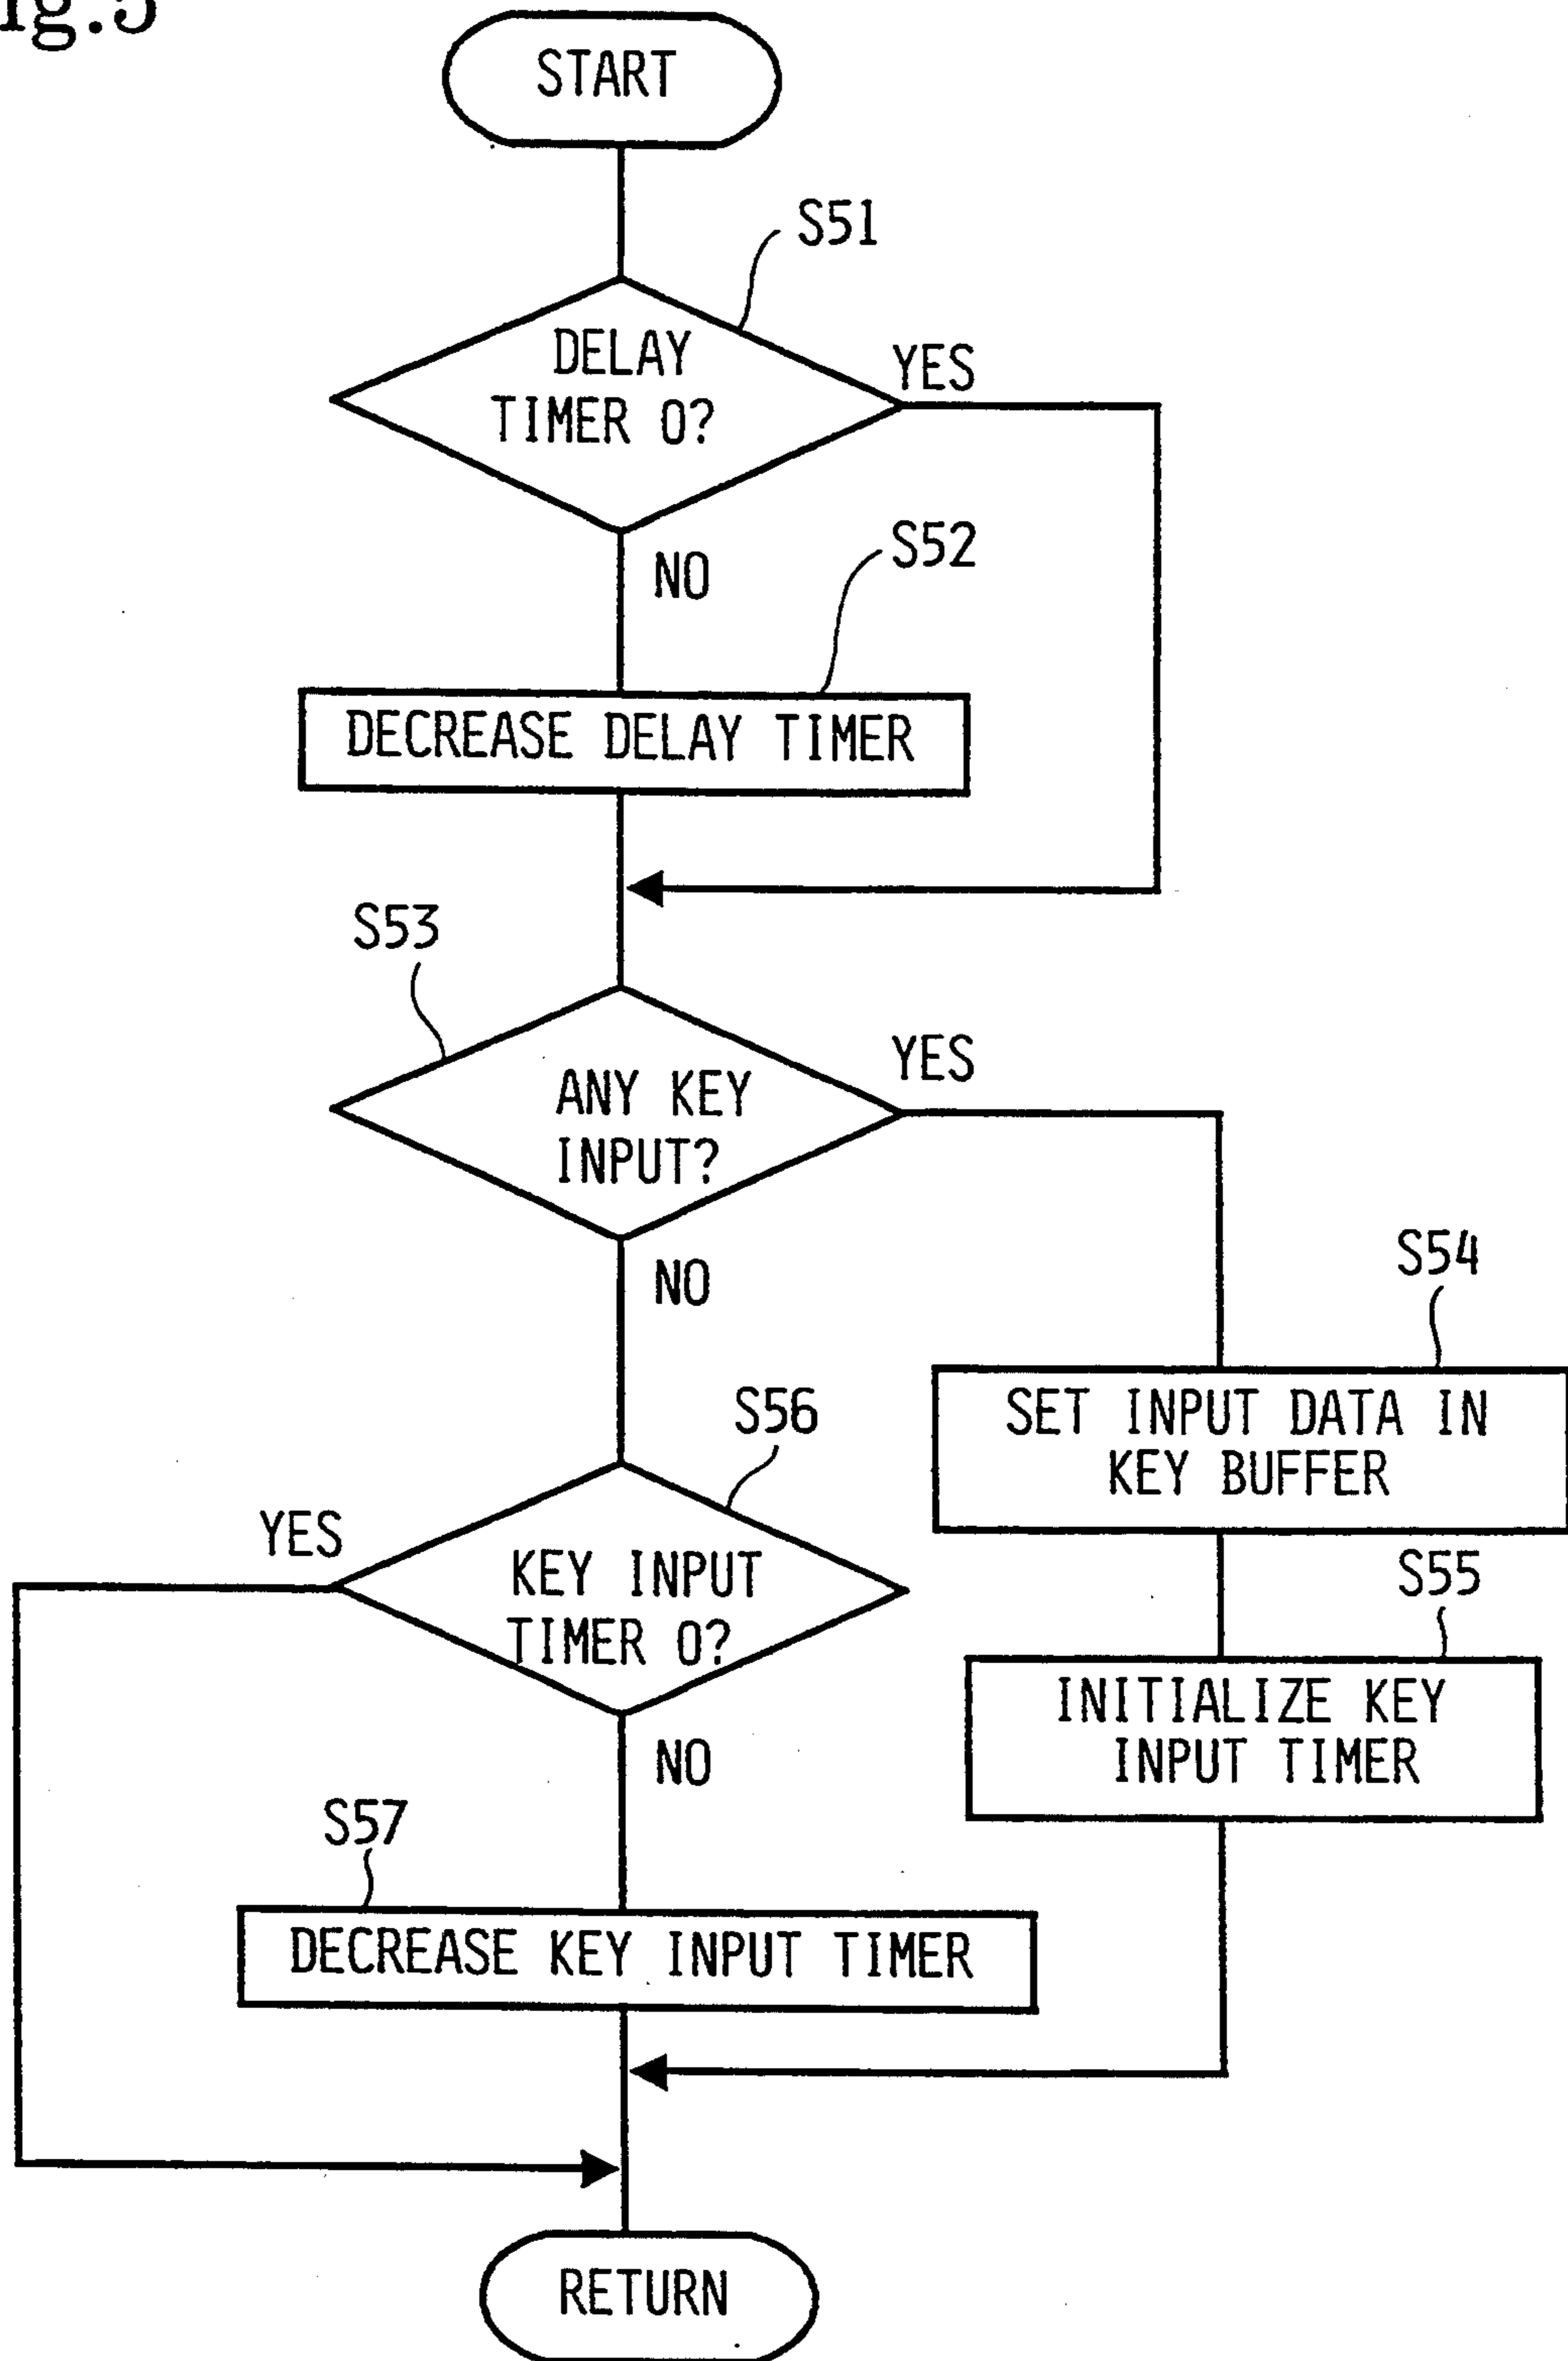 ig.5
START
S51
DELAY
TIMER 0?
YES
NO
S52
DECREASE DELAY TIMER
S53
ANY KEY
INPUT?
YES
NO
S54
SET INPUT DATA IN
KEY BUFFER
S55
INITIALIZE KEY
INPUT TIMER
S56
KEY INPUT
TIMER 0?
YES
NO
S57
DECREASE KEY INPUT TIMER
RETURN